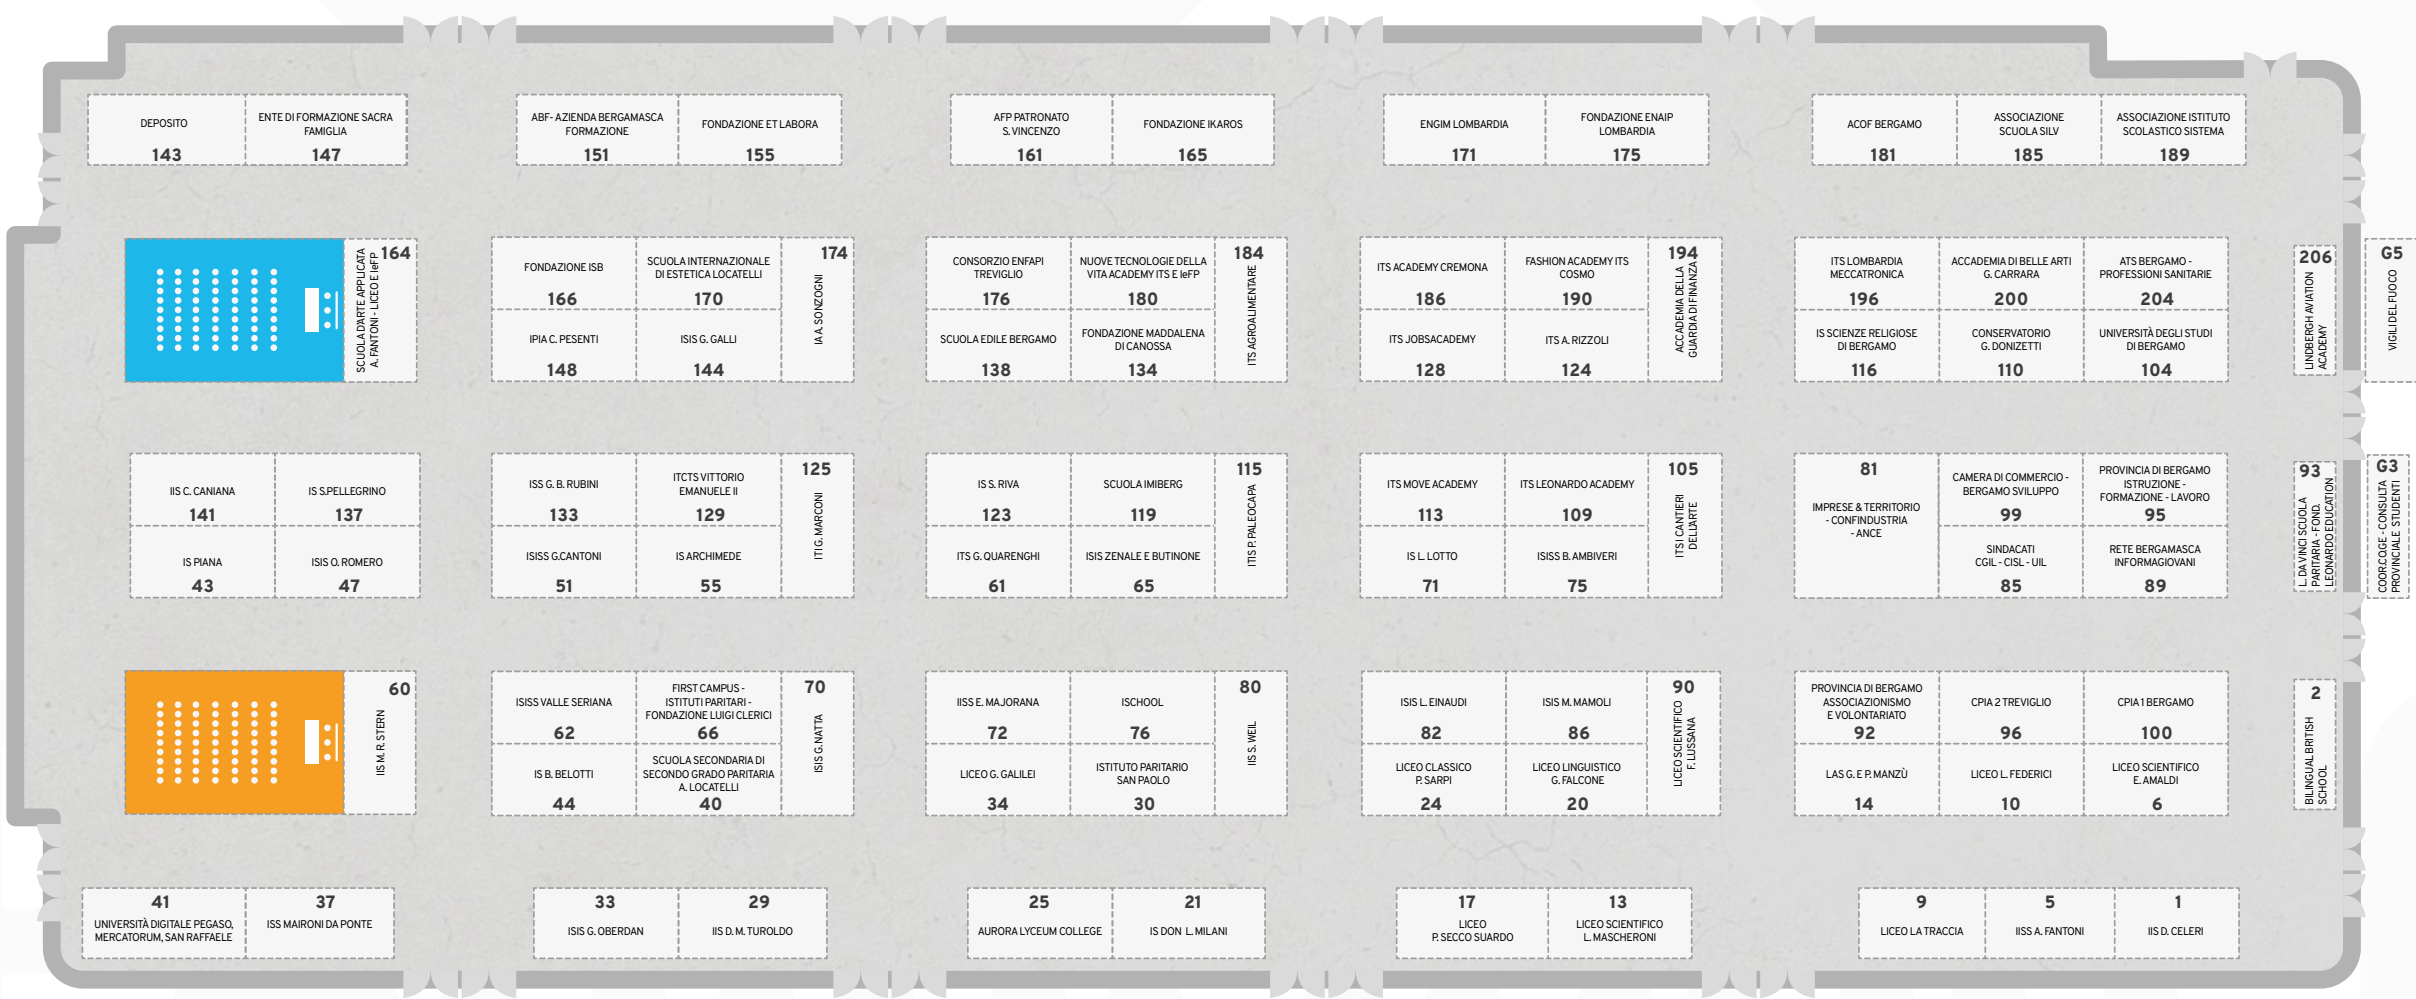 DEPOSITO
143
ENTE DI FORMAZIONE SACRA
FAMIGLIA
147
ABF- AZIENDA BERGAMASCA
FORMAZIONE
151
FONDAZIONE ET LABORA
155
AFP PATRONATO
S. VINCENZO
161
FONDAZIONE IKAROS
165
ENGIM LOMBARDIA
171
FONDAZIONE ENAIP
LOMBARDIA
175
ACOF BERGAMO
181
ASSOCIAZIONE
SCUOLA SILV
185
ASSOCIAZIONE ISTITUTO
SCOLASTICO SISTEMA
189
164
SCUOLA D'ARTE APPLICATA
A. FANTONI - LICEO E IeFP
FONDAZIONE ISB
166
SCUOLA INTERNAZIONALE
DI ESTETICA LOCATELLI
170
174
IA A. SONZOGNI
IPIA C. PESENTI
148
ISIS G. GALLI
144
CONSORZIO ENFAPI
TREVIGLIO
176
NUOVE TECNOLOGIE DELLA
VITA ACADEMY ITS E IeFP
180
184
ITS AGROALIMENTARE
SCUOLA EDILE BERGAMO
138
FONDAZIONE MADDALENA
DI CANOSSA
134
ITS ACADEMY CREMONA
186
FASHION ACADEMY ITS
COSMO
190
194
ACCADEMIA DELLA
GUARDIA DI FINANZA
ITS JOBSACADEMY
128
ITS A. RIZZOLI
124
ITS LOMBARDIA
MECCATRONICA
196
ACCADEMIA DI BELLE ARTI
G. CARRARA
200
ATS BERGAMO -
PROFESSIONI SANITARIE
204
IS SCIENZE RELIGIOSE
DI BERGAMO
116
CONSERVATORIO
G. DONIZETTI
110
UNIVERSITÀ DEGLI STUDI
DI BERGAMO
104
206
LINDBERGH AVIATION
ACADEMY
G5
VIGILI DEL FUOCO
IIS C. CANIANA
141
IS S.PELLEGRINO
137
IS PIANA
43
ISIS O. ROMERO
47
ISS G. B. RUBINI
133
ITCTS VITTORIO
EMANUELE II
129
125
ITI G. MARCONI
ISISS G.CANTONI
51
IS ARCHIMEDE
55
IS S. RIVA
123
SCUOLA IMIBERG
119
115
ITIS P. PALEOCAPA
ITS G. QUARENGHI
61
ISIS ZENALE E BUTINONE
65
ITS MOVE ACADEMY
113
ITS LEONARDO ACADEMY
109
105
ITS I CANTIERI
DELL'ARTE
IS L. LOTTO
71
ISISS B. AMBIVERI
75
81
IMPRESE & TERRITORIO
- CONFINDUSTRIA
- ANCE
CAMERA DI COMMERCIO -
BERGAMO SVILUPPO
99
PROVINCIA DI BERGAMO
ISTRUZIONE -
FORMAZIONE - LAVORO
95
SINDACATI
CGIL - CISL - UIL
85
RETE BERGAMASCA
INFORMAGIOVANI
89
93
L. DA VINCI SCUOLA
PARITARIA - FOND.
LEONARDO EDUCATION
G3
COOR.CO.GE - CONSULTA
PROVINCIALE STUDENTI
60
IIS M. R. STERN
ISISS VALLE SERIANA
62
FIRST CAMPUS -
ISTITUTI PARITARI -
FONDAZIONE LUIGI CLERICI
66
70
ISIS G. NATTA
IS B. BELOTTI
44
SCUOLA SECONDARIA DI
SECONDO GRADO PARITARIA
A. LOCATELLI
40
IISS E. MAJORANA
72
ISCHOOL
76
80
IIS S. WEIL
LICEO G. GALILEI
34
ISTITUTO PARITARIO
SAN PAOLO
30
ISIS L. EINAUDI
82
ISIS M. MAMOLI
86
90
LICEO SCIENTIFICO
F. LUSSANA
LICEO CLASSICO
P. SARPI
24
LICEO LINGUISTICO
G. FALCONE
20
PROVINCIA DI BERGAMO
ASSOCIAZIONISMO
E VOLONTARIATO
92
CPIA 2 TREVIGLIO
96
CPIA 1 BERGAMO
100
LAS G. E P. MANZÙ
14
LICEO L. FEDERICI
10
LICEO SCIENTIFICO
E. AMALDI
6
2
BILINGUAL BRITISH
SCHOOL
41
UNIVERSITÀ DIGITALE PEGASO,
MERCATORUM, SAN RAFFAELE
37
ISS MAIRONI DA PONTE
33
ISIS G. OBERDAN
29
IIS D. M. TUROLDO
25
AURORA LYCEUM COLLEGE
21
IS DON L. MILANI
17
LICEO
P. SECCO SUARDO
13
LICEO SCIENTIFICO
L. MASCHERONI
9
LICEO LA TRACCIA
5
IISS A. FANTONI
1
IIS D. CELERI